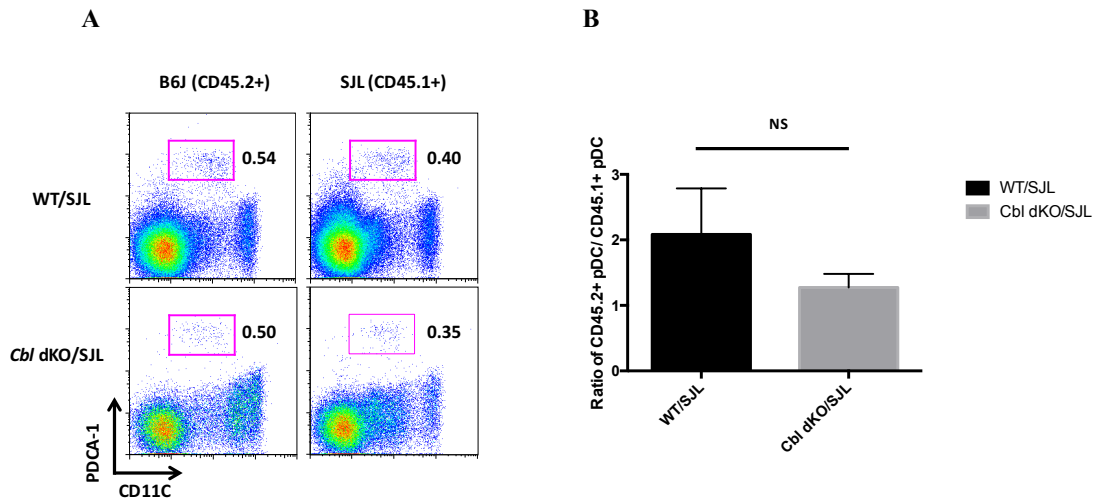 A
B6J (CD45.2+)
SJL (CD45.1+)
WT/SJL
0.54
0.40
Cbl dKO/SJL
0.50
0.35
PDCA-1
CD11C
B
NS
Ratio of CD45.2+ pDC/ CD45.1+ pDC
3
2
1
0
WT/SJL
Cbl dKO/SJL
WT/SJL
Cbl dKO/SJL